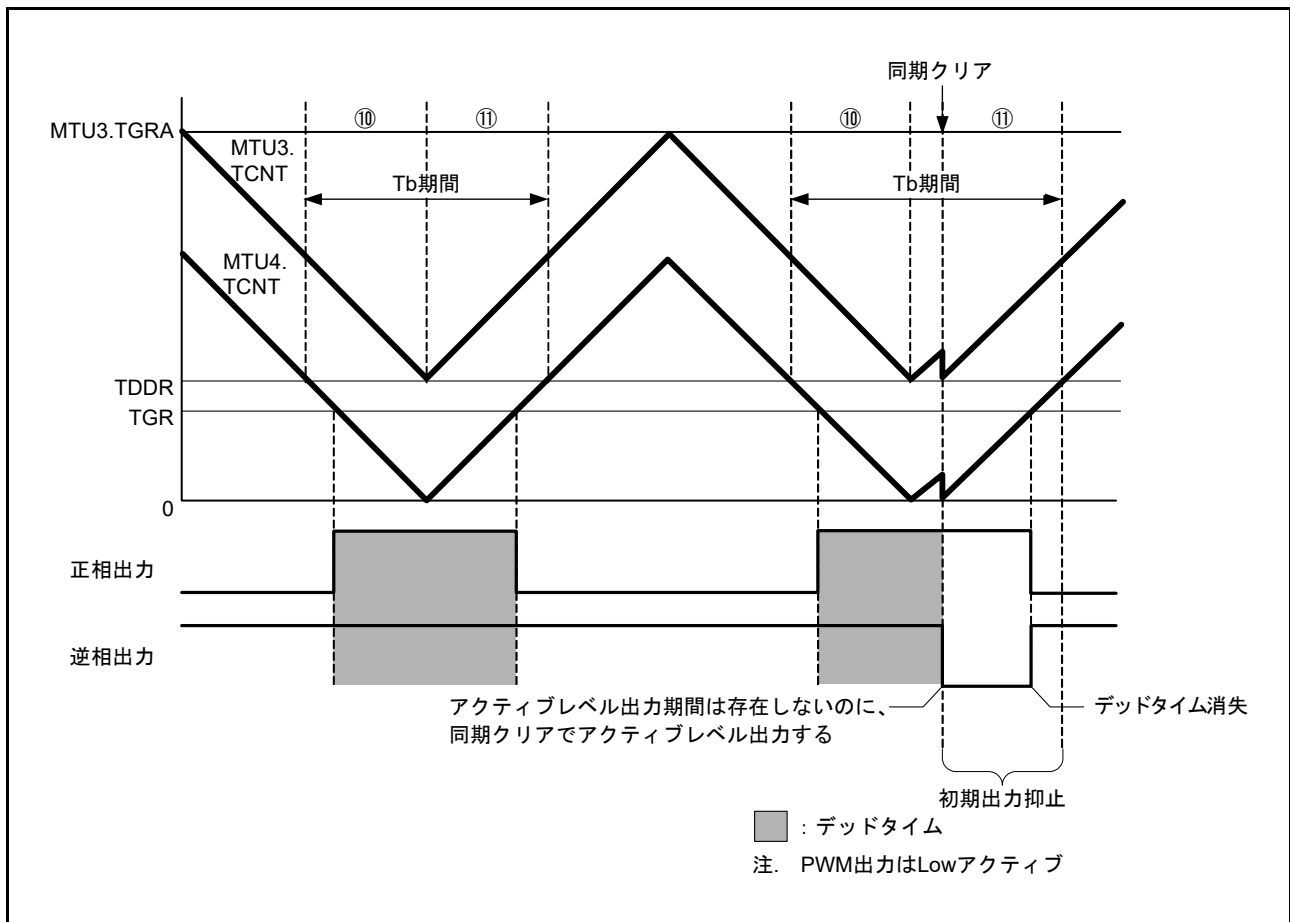 同期クリア
⑩ ⑪ ⑩ ⑪
MTU3.TGRA
MTU3.
TCNT
Tb期間 Tb期間
MTU4.
TCNT
TDDR
TGR
0
正相出力
逆相出力
アクティブレベル出力期間は存在しないのに、
同期クリアでアクティブレベル出力する
デッドタイム消失
初期出力抑止
：デッドタイム
注. PWM出力はLowアクティブ